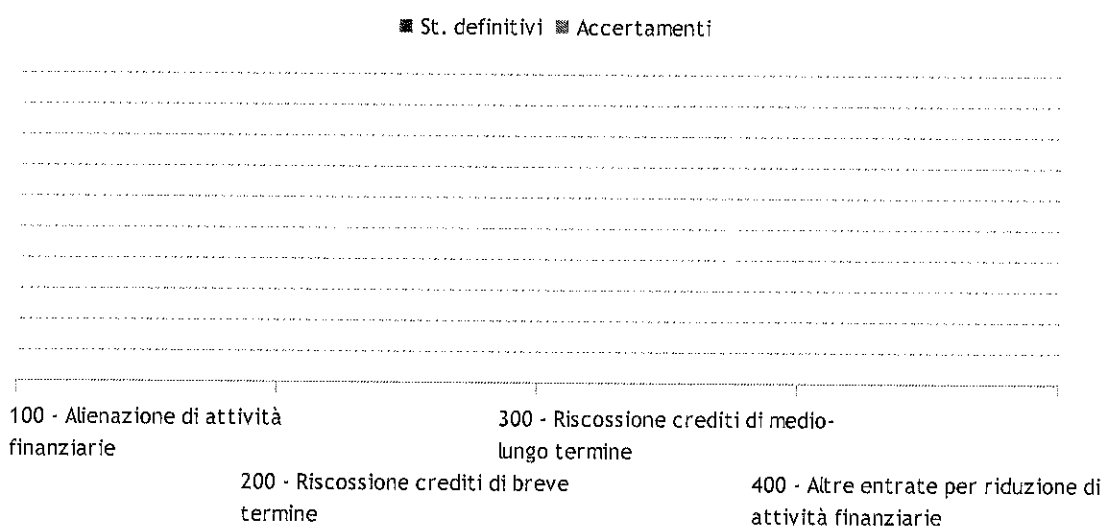 St. definitivi Accertamenti
100 - Alienazione di attività
finanziarie
200 - Riscossione crediti di breve
termine
300 - Riscossione crediti di medio-
lungo termine
400 - Altre entrate per riduzione di
attività finanziarie